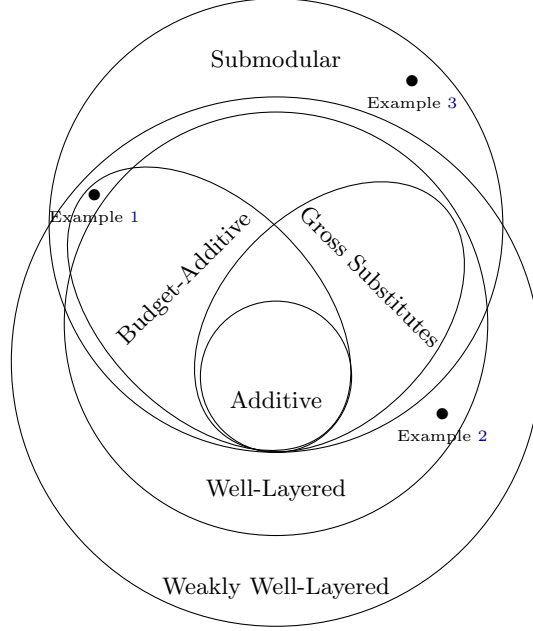 Submodular
Example 3
Example 1
Budget-Additive
Gross Substitutes
Additive
Example 2
Well-Layered
Weakly Well-Layered